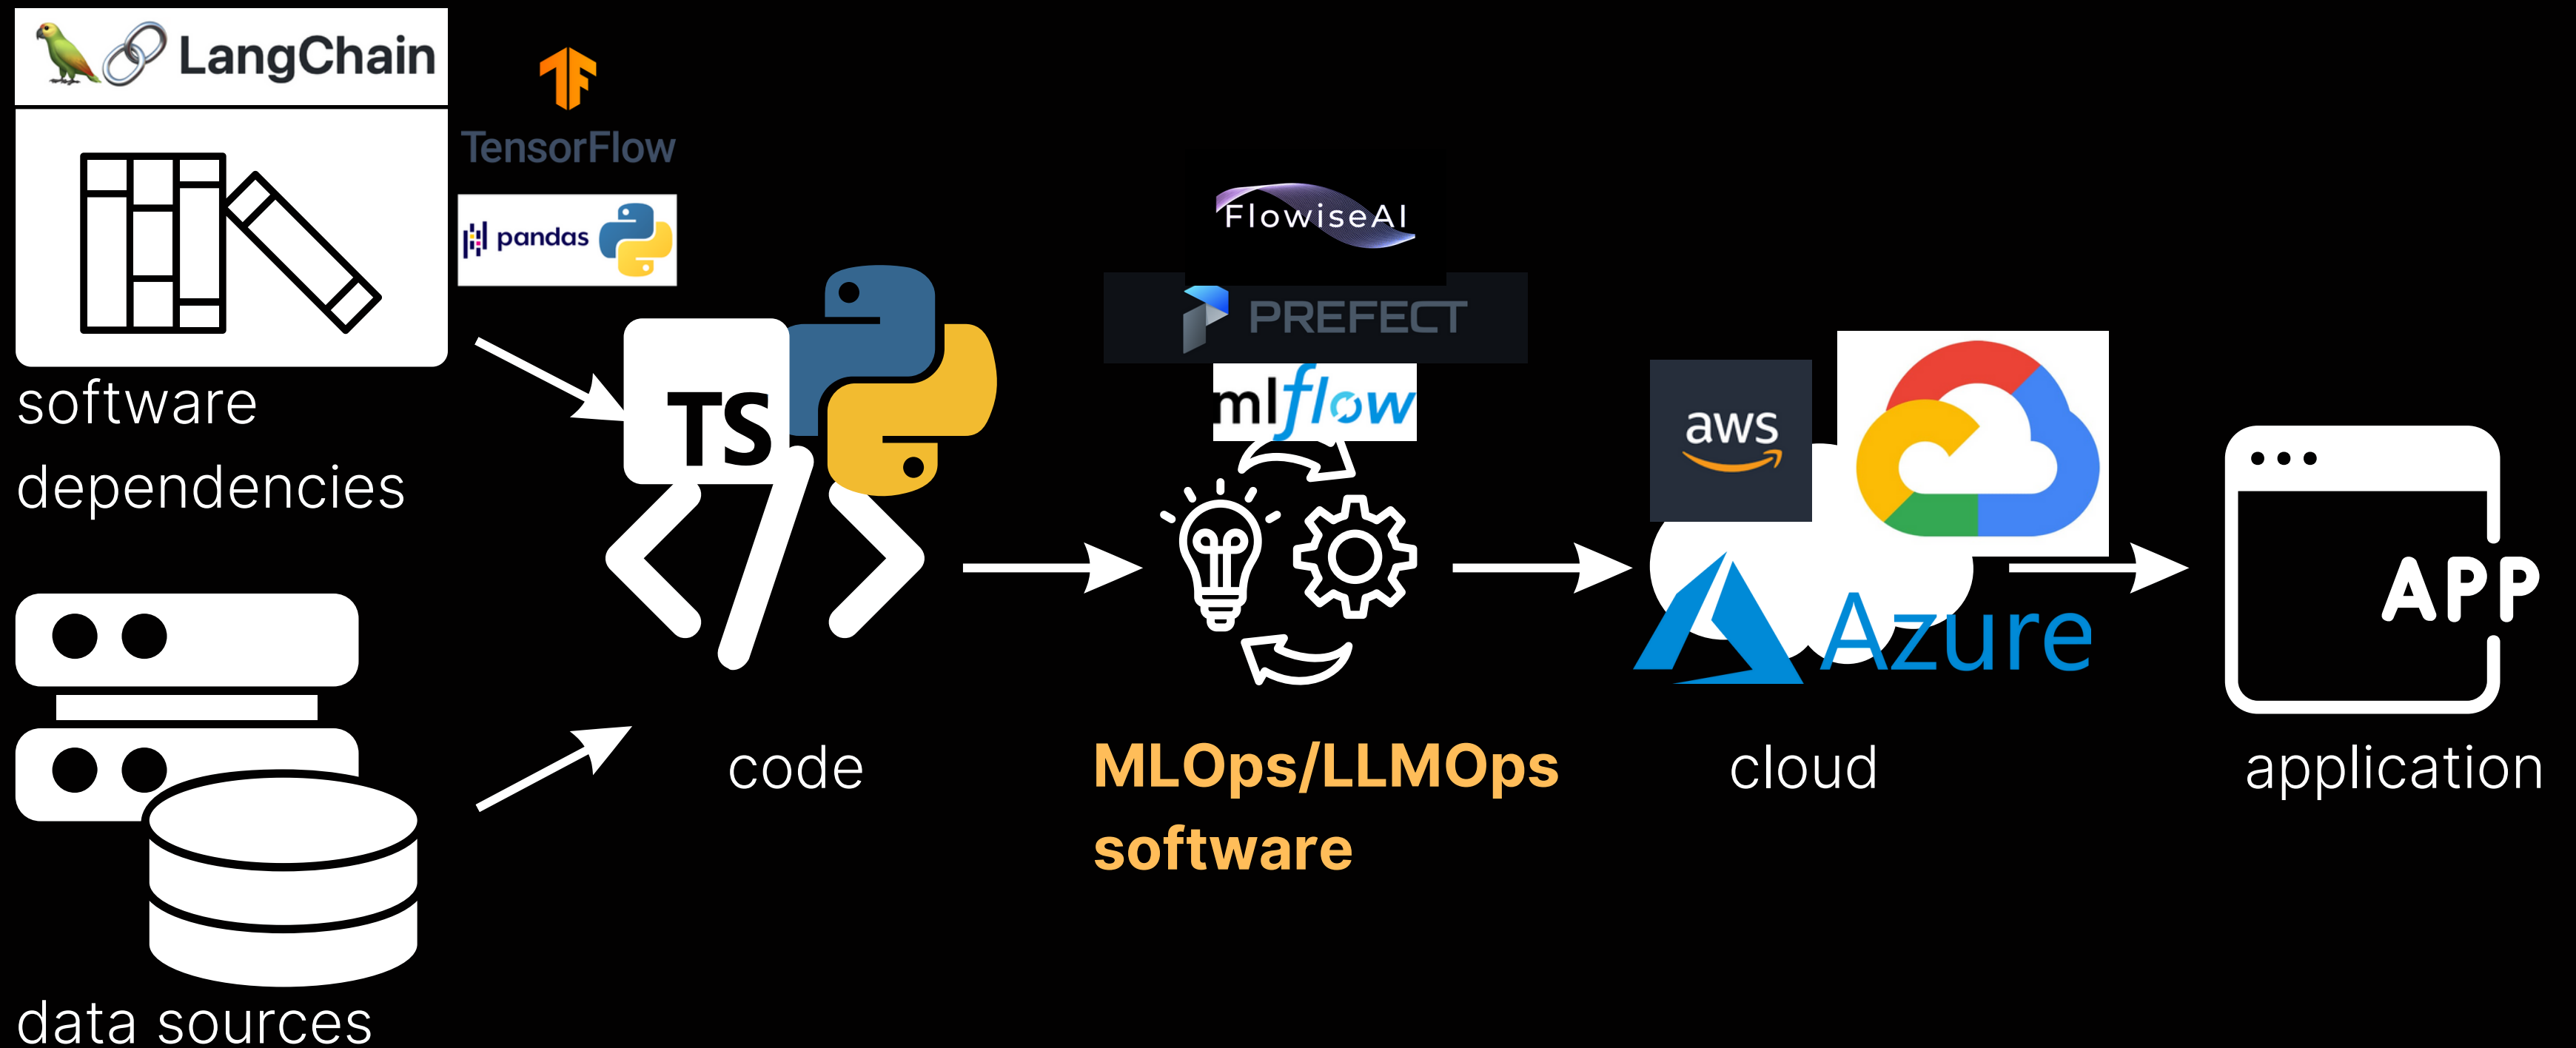 LangChain
TensorFlow
pandas
software
dependencies
data sources
TS
code
FlowiseAI
PREFECT
mlflow
MLOps/LLMOps
software
aws
Azure
cloud
APP
application